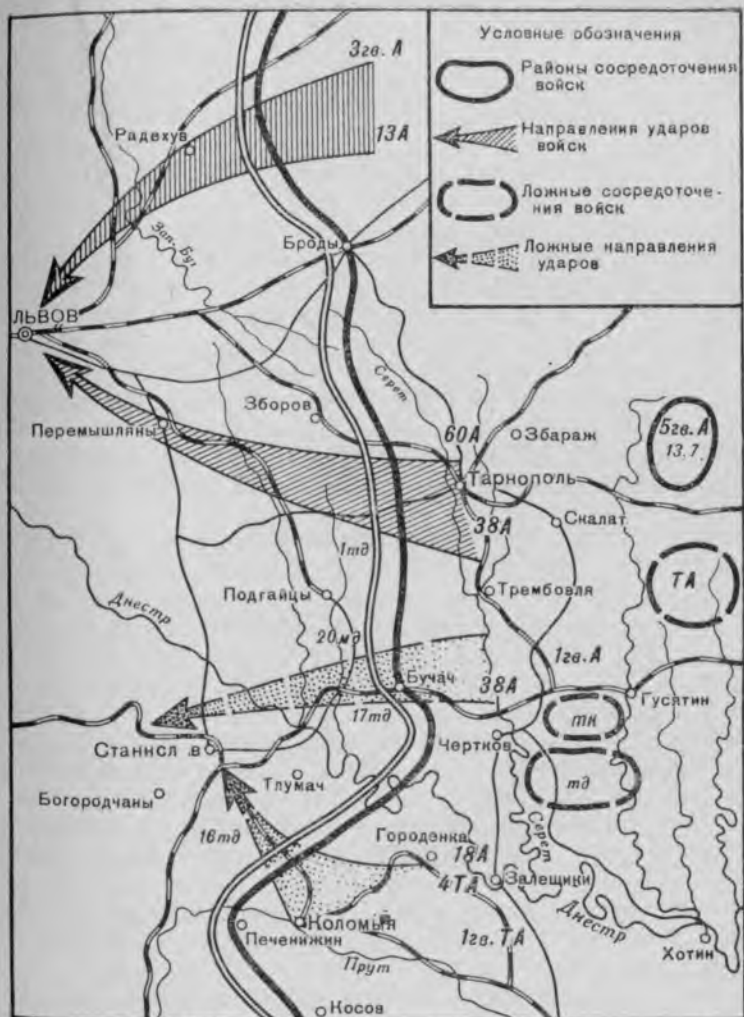 3гв. А
13А
Радехув
Зап. Буг
Броды
ЛЬВОВ
Условные обозначения
Районы сосредоточения
войск
Направления ударов
войск
Ложные сосредоточе-
ния войск
Ложные направления
ударов
Серет
Зборов
Перемышляны
60А
Збараж
5гв. А
13.7.
Тарнополь
38А
Скалат
1тд
Днестр
Подгайцы
Трембовля
ТА
20мд
1гв. А
Бучач
38А
17тд
Гусятин
тк
Станисл в
Чертков
Тлумач
тд
Богородчаны
16тд
Городенка
18А
Серет
4ТА
Залещики
Днестр
Коломыя
Печенижин
1гв. ТА
Прут
Хотин
Косов